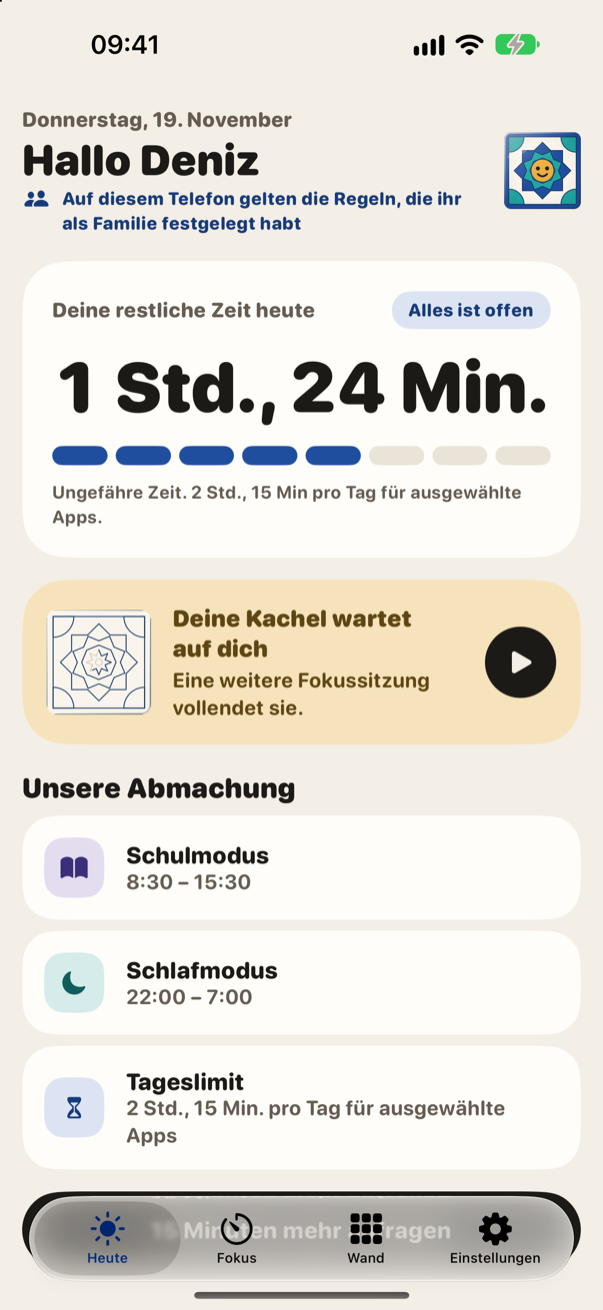 09:41
Donnerstag, 19. November
Hallo Deniz
Auf diesem Telefon gelten die Regeln, die ihr
als Familie festgelegt habt
Deine restliche Zeit heute
Alles ist offen
1 Std., 24 Min.
Ungefähre Zeit. 2 Std., 15 Min pro Tag für ausgewählte
Apps.
Deine Kachel wartet
auf dich
Eine weitere Fokussitzung
vollendet sie.
Unsere Abmachung
Schulmodus
8:30 – 15:30
Schlafmodus
22:00 – 7:00
Tageslimit
2 Std., 15 Min. pro Tag für ausgewählte
Apps
15 Minuten mehr
Heute
Fokus
Wand
Einstellungen